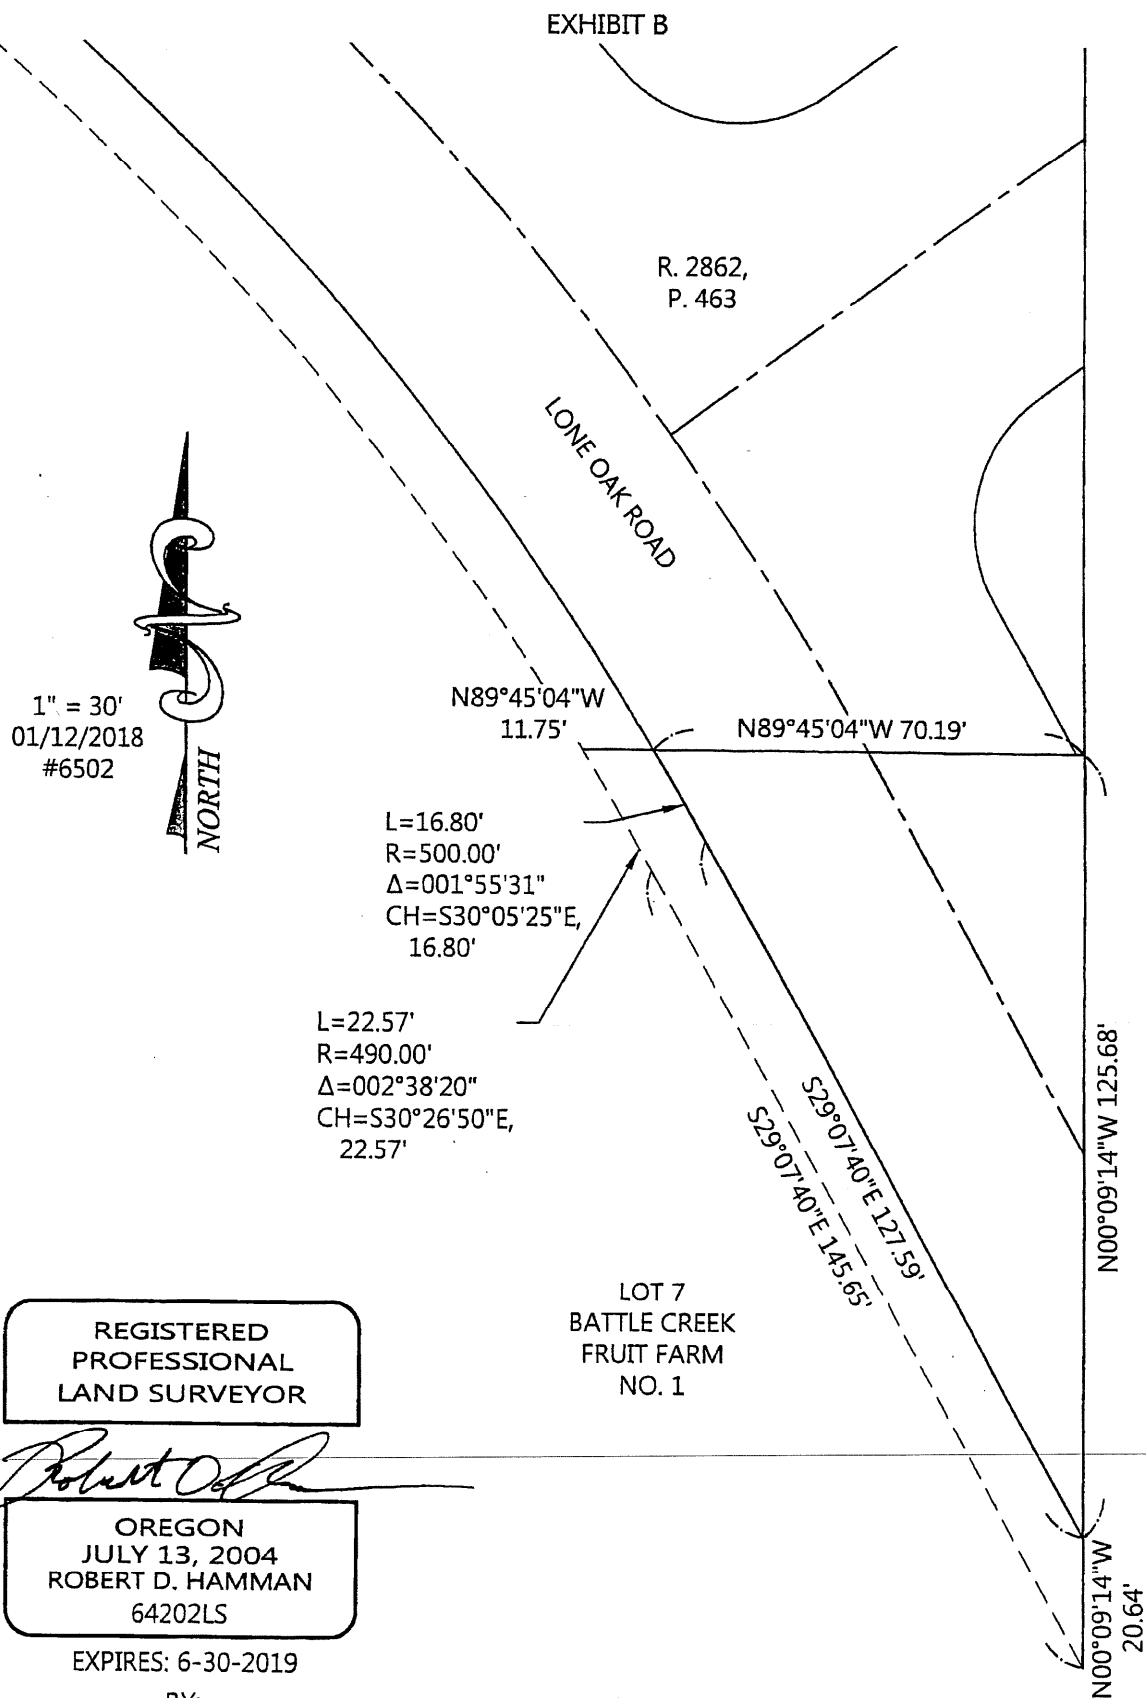 EXHIBIT B
R. 2862,
P. 463
LONE OAK ROAD
1" = 30'
01/12/2018
#6502
NORTH
N89°45'04"W
11.75'
N89°45'04"W 70.19'
L=16.80'
R=500.00'
Δ=001°55'31"
CH=S30°05'25"E,
16.80'
L=22.57'
R=490.00'
Δ=002°38'20"
CH=S30°26'50"E,
22.57'
S29°07'40"E 127.59'
S29°07'40"E 145.65'
N00°09'14"W 125.68'
LOT 7
BATTLE CREEK
FRUIT FARM
NO. 1
REGISTERED
PROFESSIONAL
LAND SURVEYOR
OREGON
JULY 13, 2004
ROBERT D. HAMMAN
64202LS
EXPIRES: 6-30-2019
N00°09'14"W
20.64'